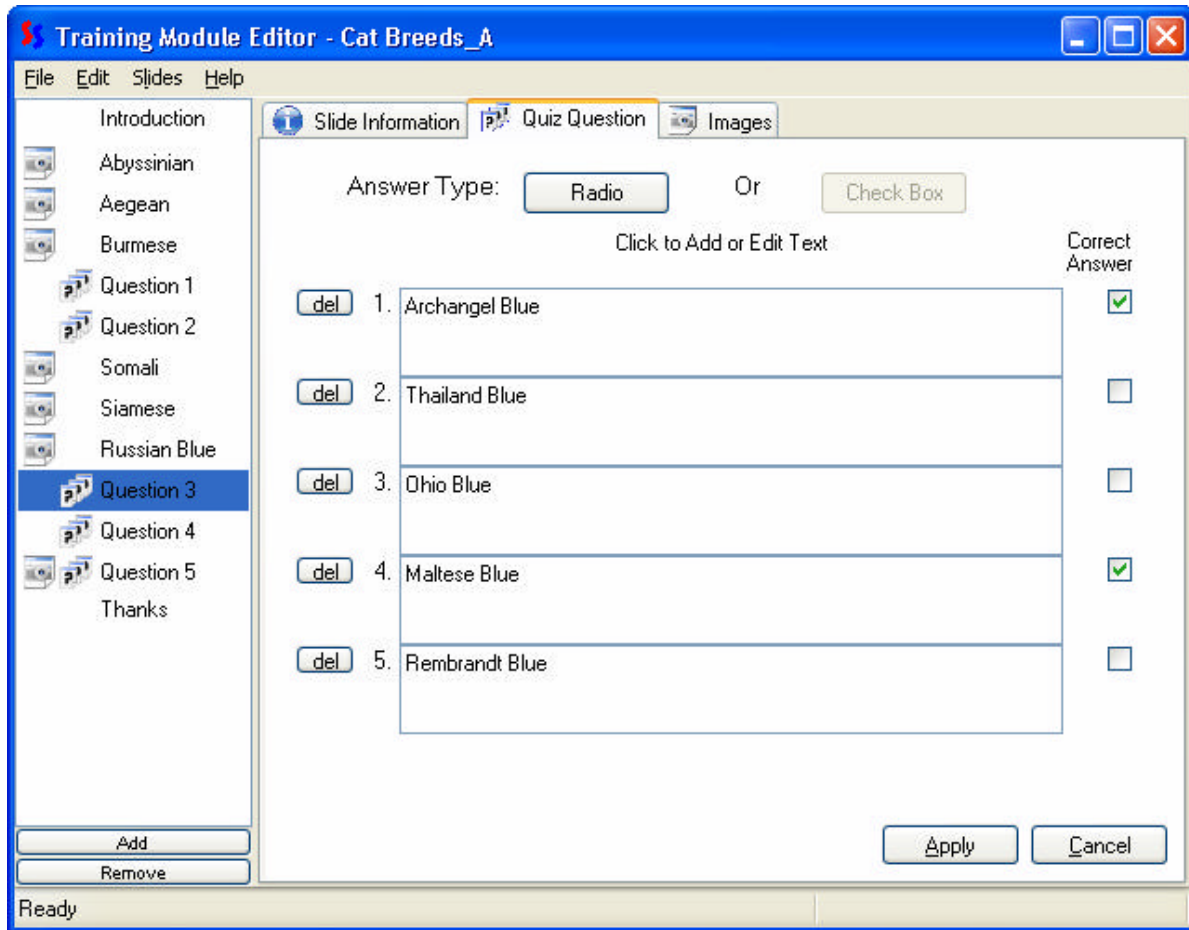 Training Module Editor - Cat Breeds_A
File Edit Slides Help
Introduction
Abyssinian
Aegean
Burmese
Question 1
Question 2
Somali
Siamese
Russian Blue
Question 3
Question 4
Question 5
Thanks
Add
Remove
Slide Information Quiz Question Images
Answer Type: Radio Or Check Box
Click to Add or Edit Text
Correct
Answer
del 1. Archangel Blue
del 2. Thailand Blue
del 3. Ohio Blue
del 4. Maltese Blue
del 5. Rembrandt Blue
Apply Cancel
Ready